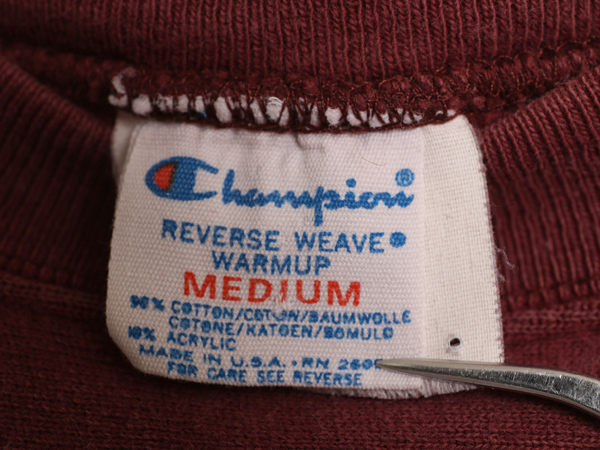 Champion®
REVERSE WEAVE®
WARMUP
MEDIUM
90% COTTON/COTON/BAUMWOLLE
COTONE/KATOEN/BOMULD
10% ACRYLIC
MADE IN U.S.A. · RN
FOR CARE SEE REVERSE